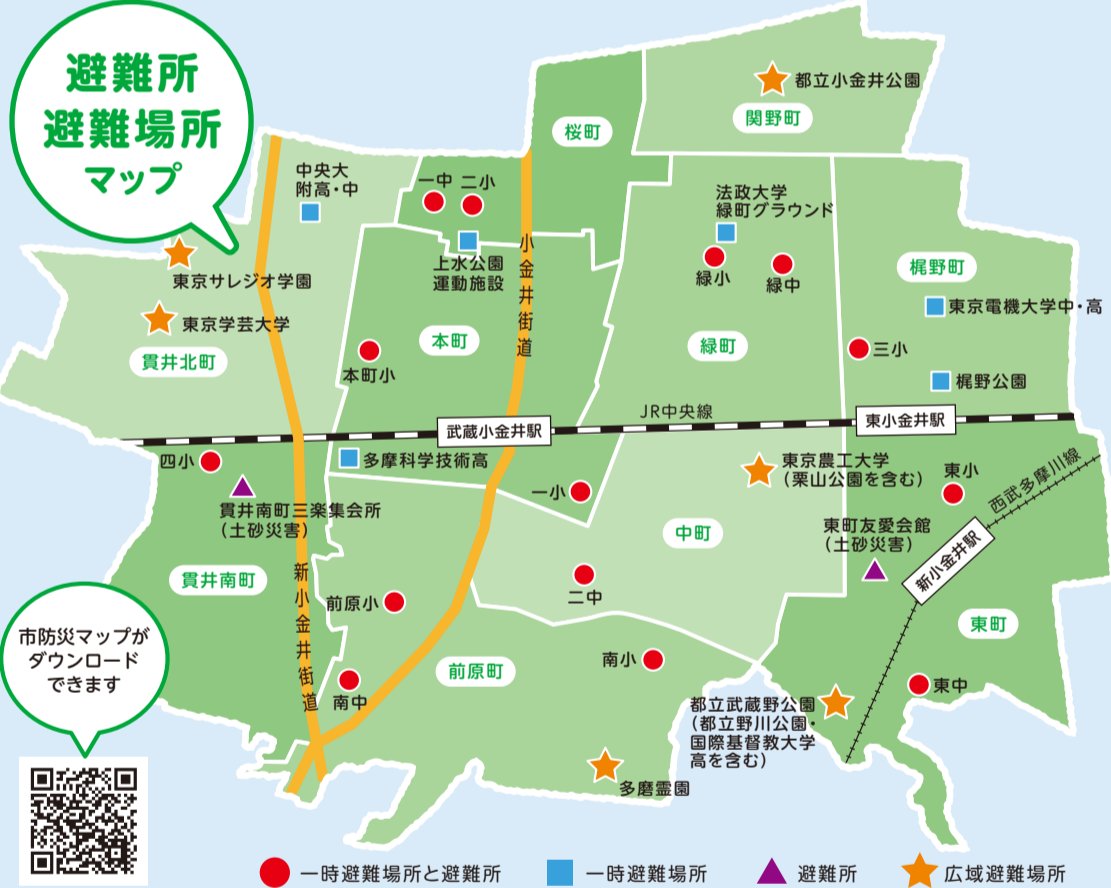 避難所
避難場所
マップ
都立小金井公園
関野町
桜町
中央大
附高・中
一中
二小
上水公園
運動施設
法政大学
緑町グラウンド
緑小
緑中
梶野町
東京電機大学中・高
三小
梶野公園
東京サレジオ学園
東京学芸大学
貫井北町
本町
本町小
小金井街道
緑町
JR中央線
武蔵小金井駅
東小金井駅
四小
多摩科学技術高
貫井南町三楽集会所
（土砂災害）
一小
東京農工大学
（栗山公園を含む）
東小
西武多摩川線
中町
東町友愛会館
（土砂災害）
新小金井駅
貫井南町
新小金井街道
前原小
二中
東町
南中
前原町
南小
東中
都立武蔵野公園
（都立野川公園・
国際基督教大学
高を含む）
多磨霊園
市防災マップが
ダウンロード
できます
一時避難場所と避難所
一時避難場所
避難所
広域避難場所